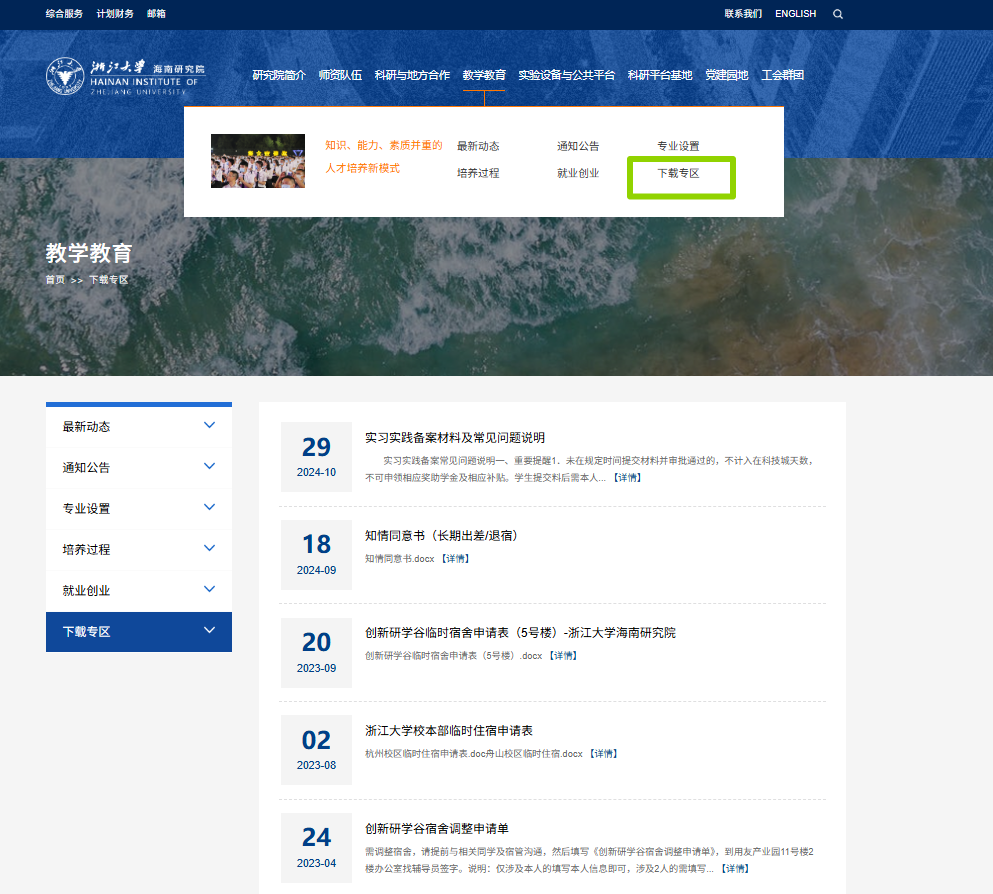 综合服务 计划财务 邮箱 联系我们 ENGLISH
浙江大学 海南研究院
HAINAN INSTITUTE OF
ZHEJIANG UNIVERSITY
研究院简介 师资队伍 科研与地方合作 教学教育 实验设备与公共平台 科研平台基地 党建园地 工会群团
知识、能力、素质并重的
人才培养新模式
最新动态 通知公告 专业设置
培养过程 就业创业 下载专区
教学教育
首页 >> 下载专区
最新动态
通知公告
专业设置
培养过程
就业创业
下载专区
29
2024-10
实习实践备案材料及常见问题说明
实习实践备案常见问题说明一、重要提醒1．未在规定时间提交材料并审批通过的，不计入在科技城天数，
不可申领相应奖助学金及相应补贴。学生提交料后需本人... 【详情】
18
2024-09
知情同意书（长期出差/退宿）
知情同意书.docx 【详情】
20
2023-09
创新研学谷临时宿舍申请表（5号楼）-浙江大学海南研究院
创新研学谷临时宿舍申请表（5号楼）.docx 【详情】
02
2023-08
浙江大学校本部临时住宿申请表
杭州校区临时住宿申请表.doc舟山校区临时住宿.docx 【详情】
24
2023-04
创新研学谷宿舍调整申请单
需调整宿舍，请提前与相关同学及宿管沟通，然后填写《创新研学谷宿舍调整申请单》，到用友产业园11号楼2
楼办公室找辅导员签字。说明：仅涉及本人的填写本人信息即可，涉及2人的需填写... 【详情】